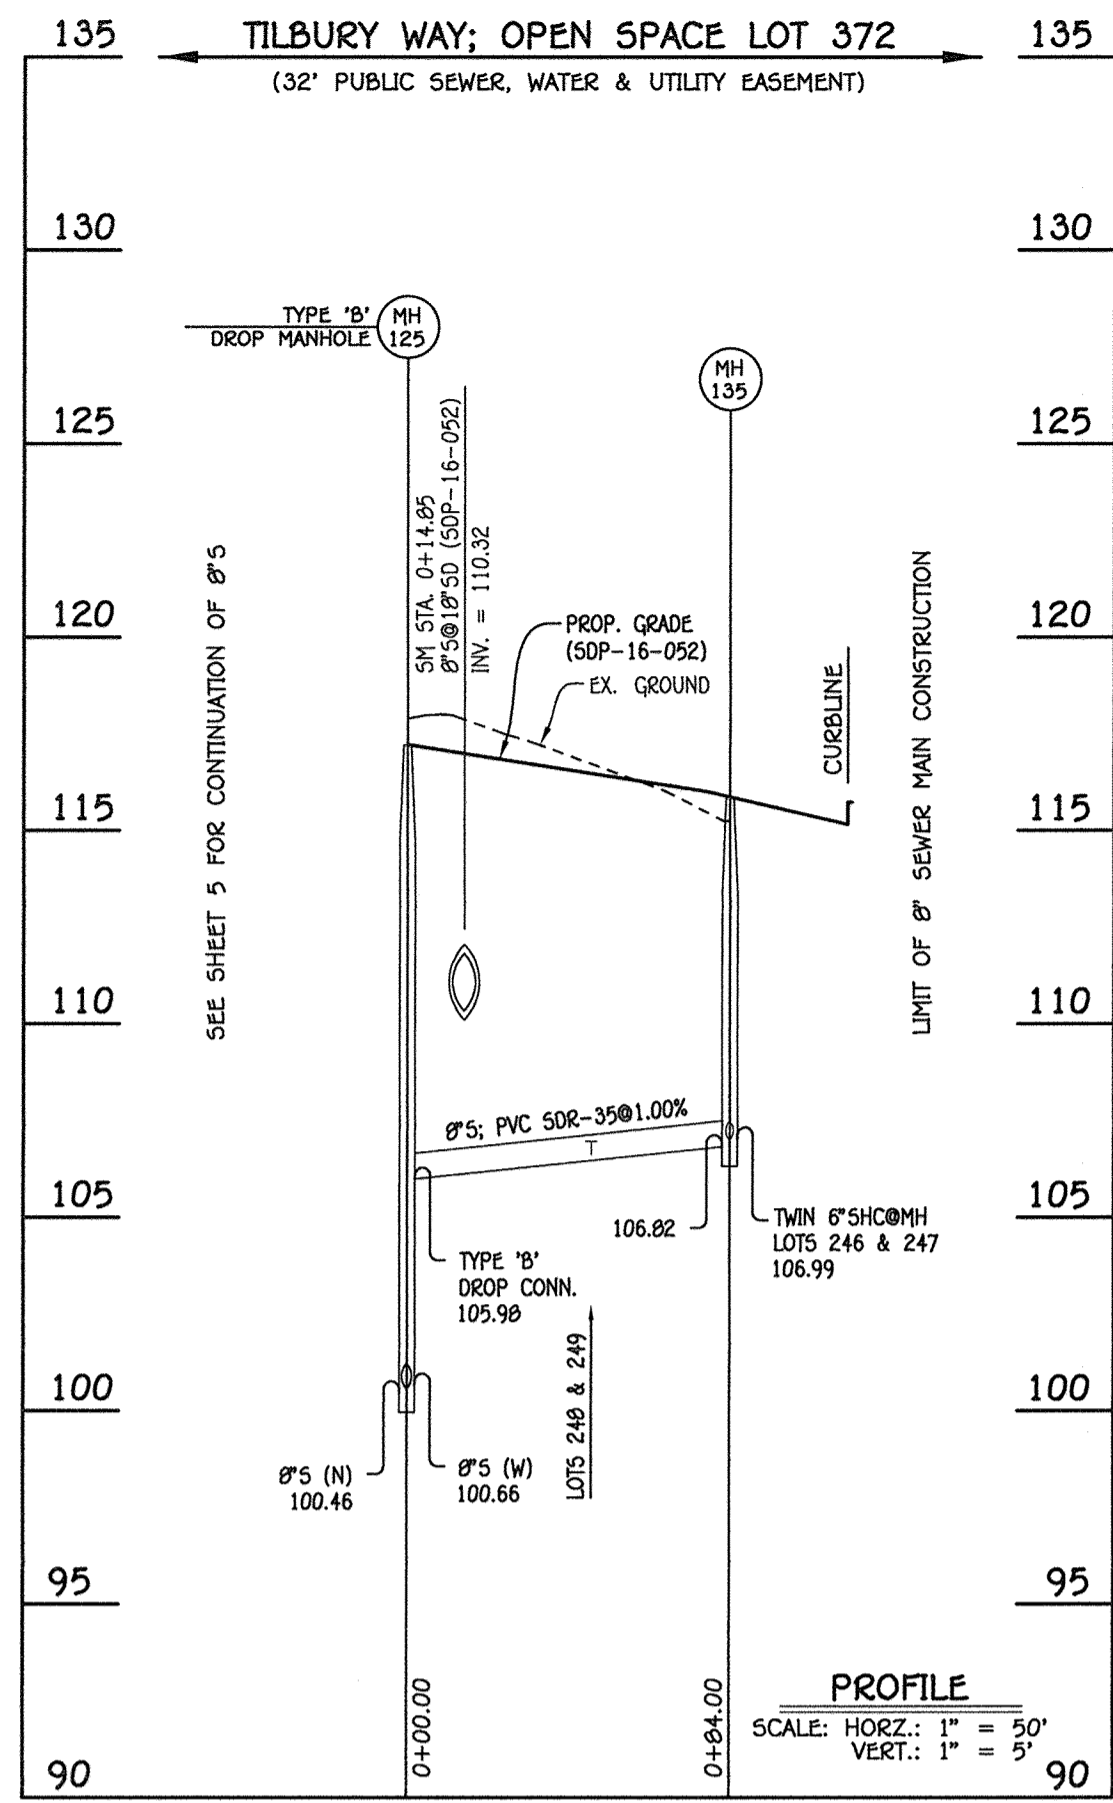 TILBURY WAY; OPEN SPACE LOT 372
(32' PUBLIC SEWER, WATER & UTILITY EASEMENT)
135
135
130
130
125
125
120
120
115
115
110
110
105
105
100
100
95
95
90
90
TYPE 'B'
DROP MANHOLE
MH
125
MH
135
SM STA. 0+14.85
8"S@18"SD (SDP-16-052)
INV. = 110.32
PROP. GRADE
(SDP-16-052)
EX. GROUND
CURBLINE
SEE SHEET 5 FOR CONTINUATION OF 8"S
LIMIT OF 8" SEWER MAIN CONSTRUCTION
8"S; PVC SDR-35@1.00%
T
106.82
TWIN 6"SHC@MH
LOTS 246 & 247
106.99
TYPE 'B'
DROP CONN.
105.98
LOTS 248 & 249
8"S (N)
100.46
8"S (W)
100.66
0+00.00
0+84.00
PROFILE
SCALE: HORZ.: 1" = 50'
VERT.: 1" = 5'